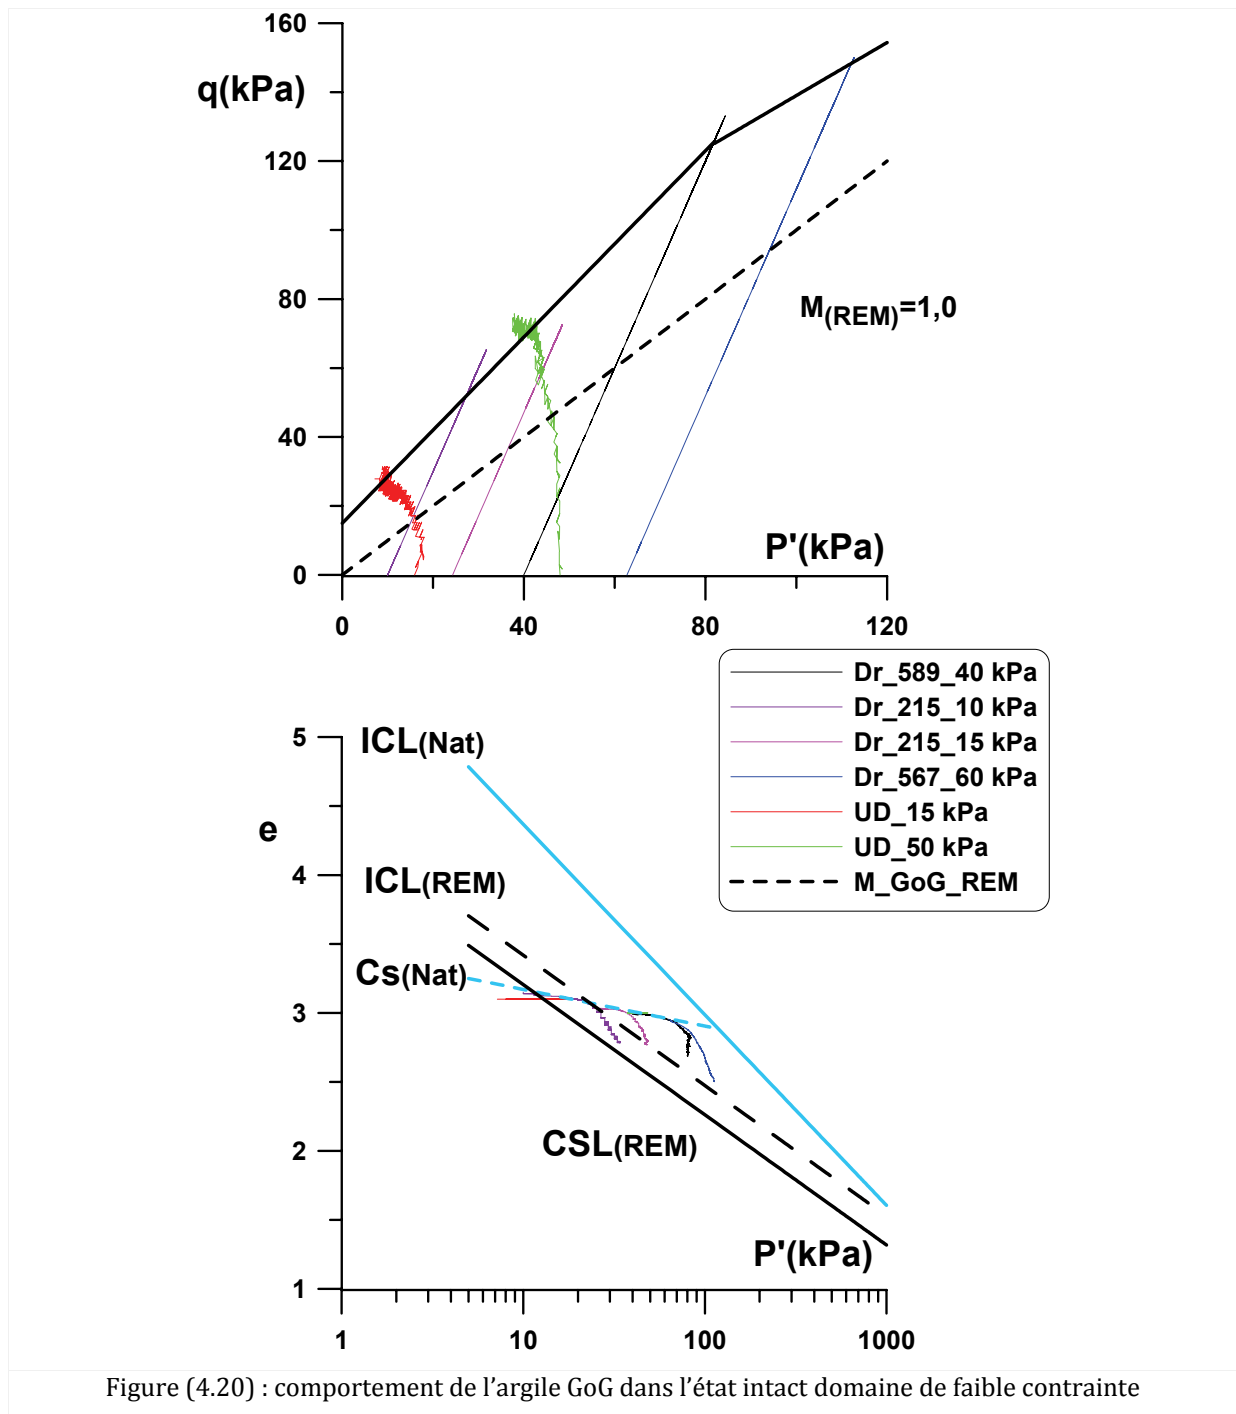 160
q(kPa)
120
80
M(REM)=1,0
40
P'(kPa)
0
0 40 80 120
Dr_589_40 kPa
Dr_215_10 kPa
Dr_215_15 kPa
Dr_567_60 kPa
UD_15 kPa
UD_50 kPa
M_GoG_REM
5
ICL(Nat)
e
4
ICL(REM)
Cs(Nat)
3
CSL(REM)
2
P'(kPa)
1
1 10 100 1000
Figure (4.20) : comportement de l’argile GoG dans l’état intact domaine de faible contrainte